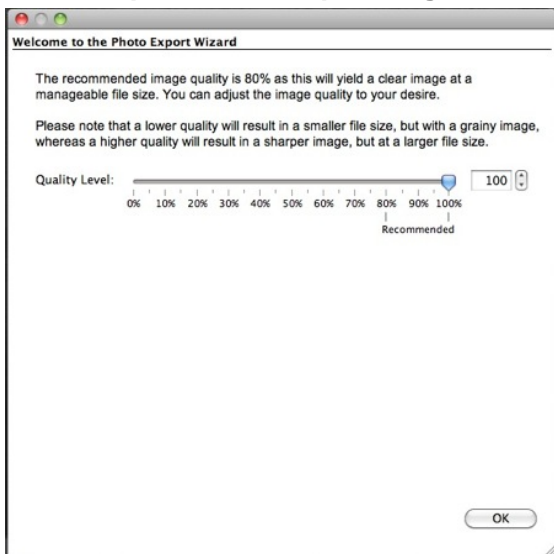 Welcome to the Photo Export Wizard
The recommended image quality is 80% as this will yield a clear image at a
manageable file size. You can adjust the image quality to your desire.
Please note that a lower quality will result in a smaller file size, but with a grainy image,
whereas a higher quality will result in a sharper image, but at a larger file size.
Quality Level: 100
0% 10% 20% 30% 40% 50% 60% 70% 80% 90% 100%
Recommended
OK